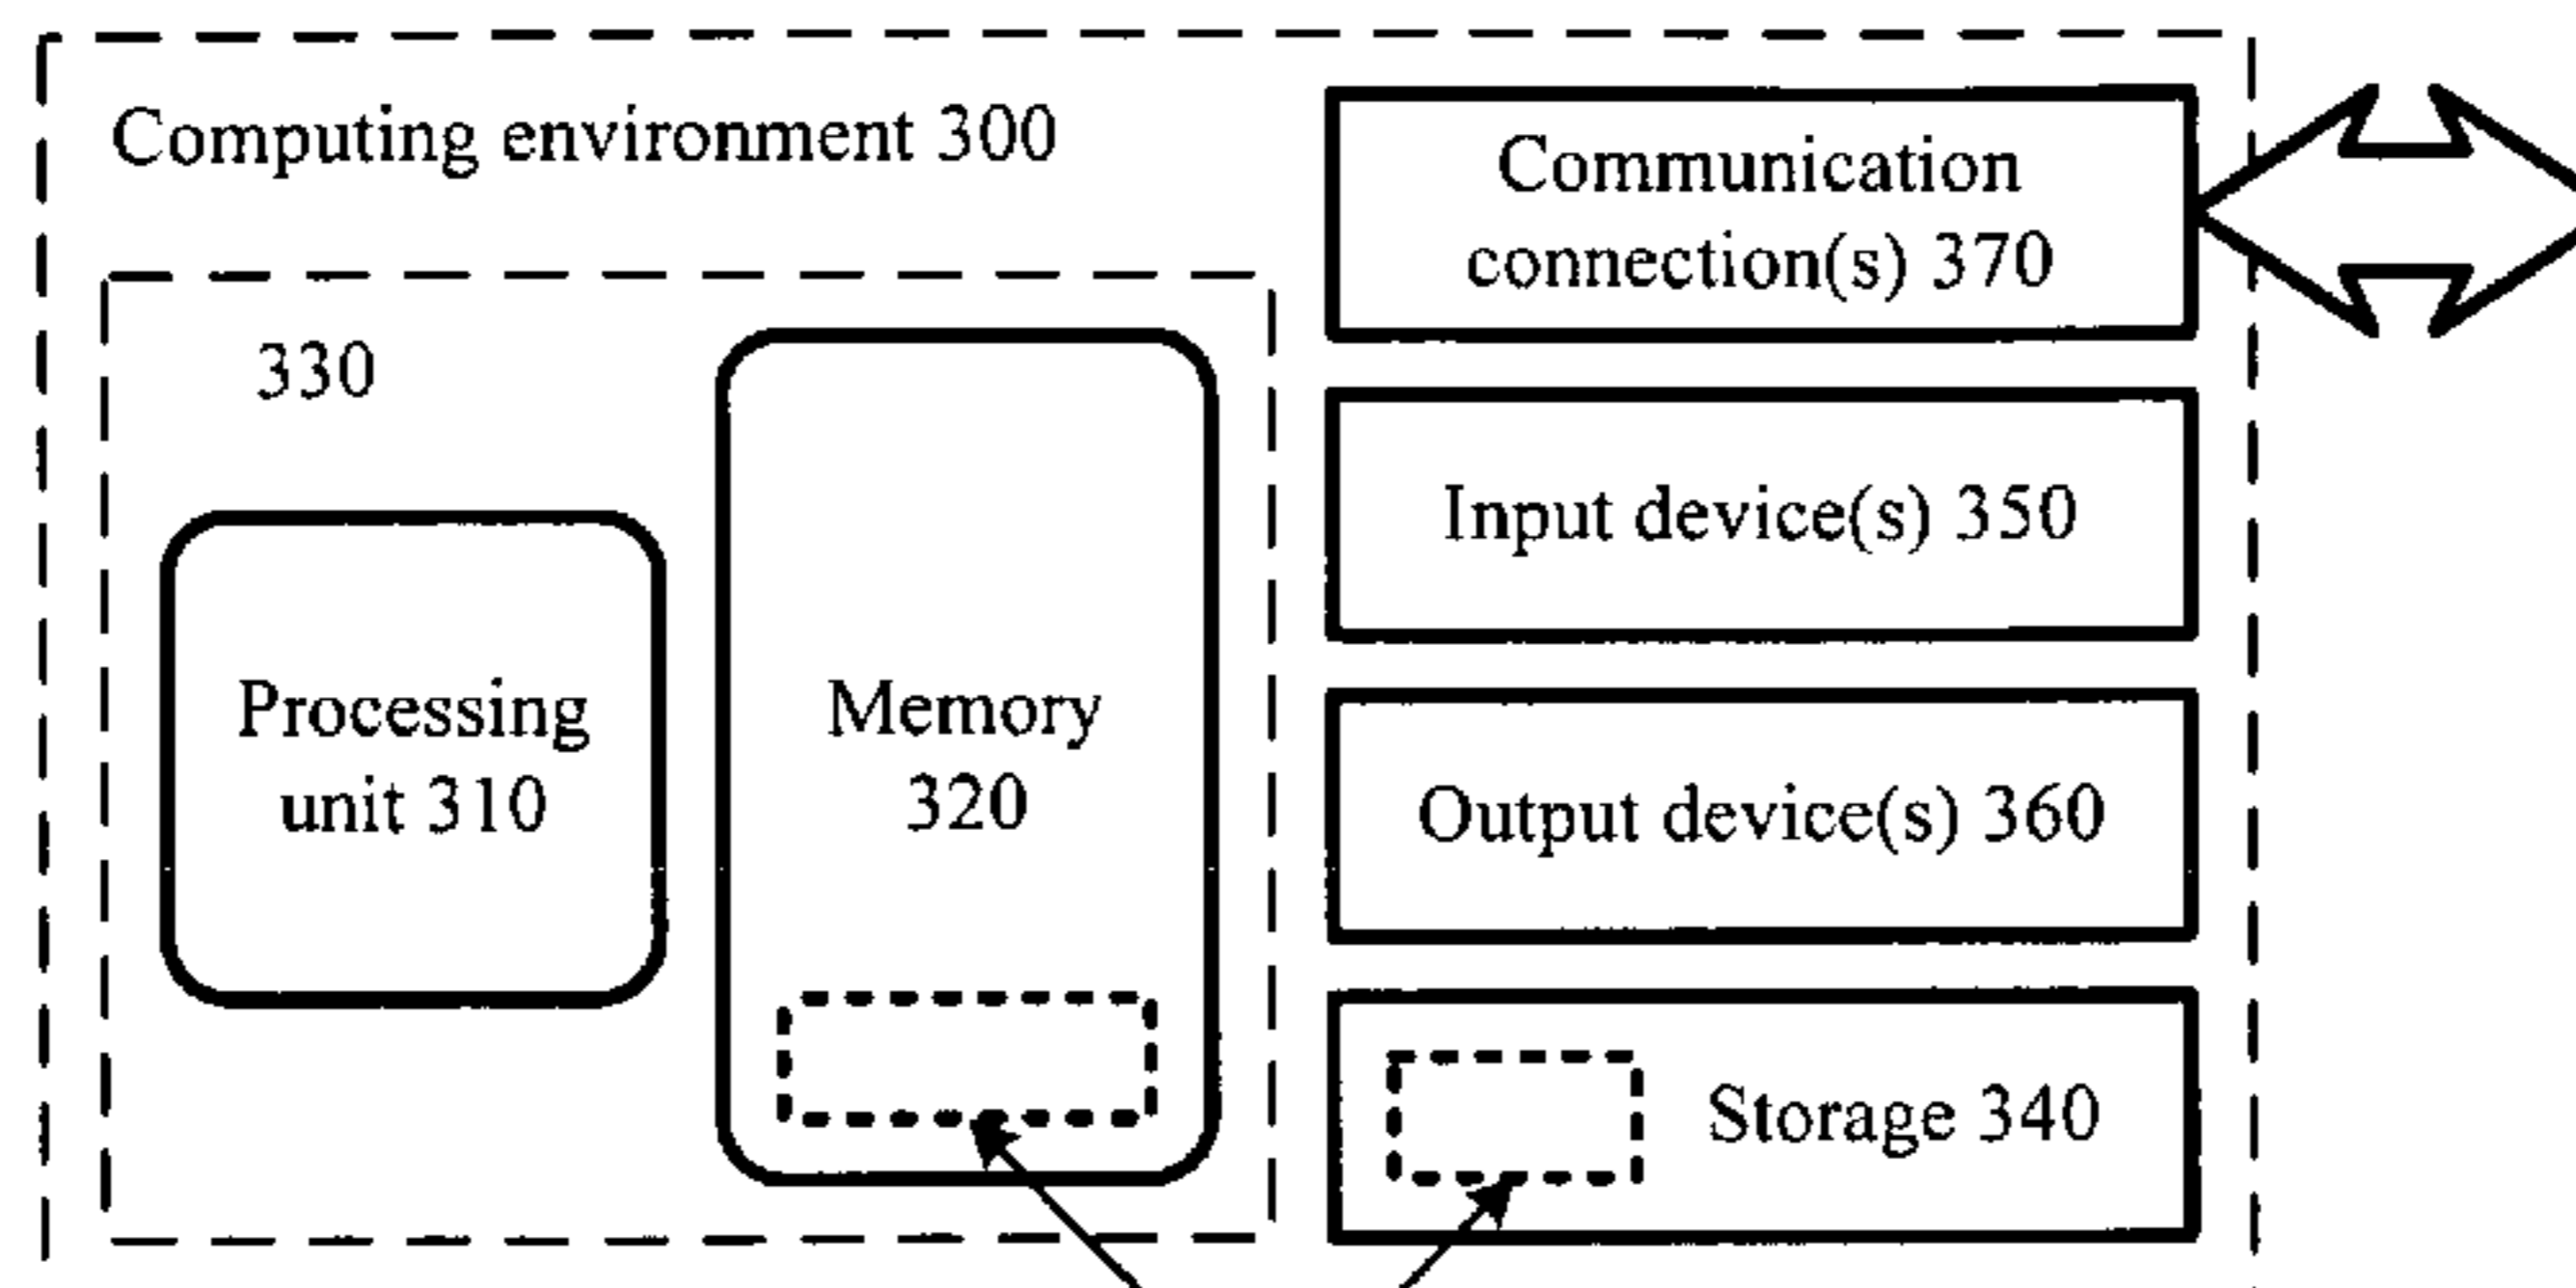 Computing environment 300
Communication
connection(s) 370
330
Input device(s) 350
Processing
unit 310
Memory
320
Output device(s) 360
Storage 340